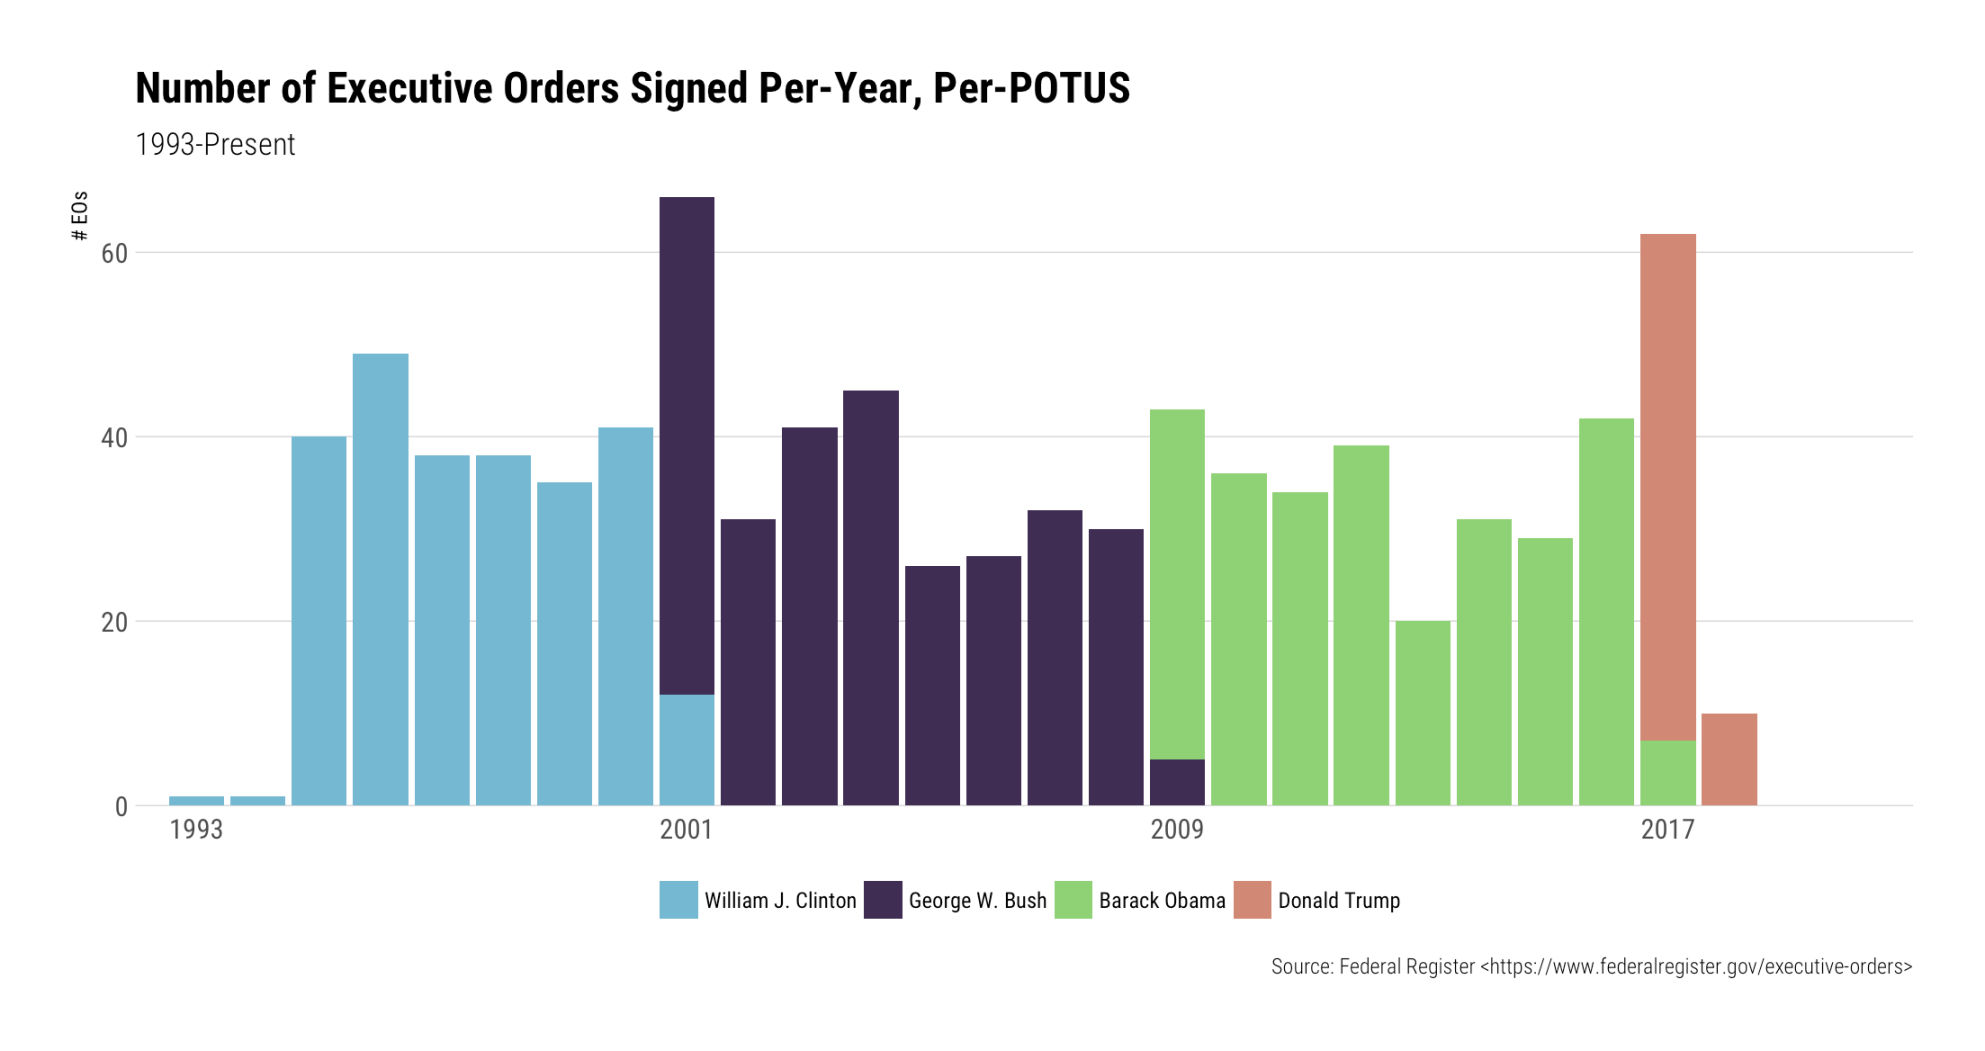 Number of Executive Orders Signed Per-Year, Per-POTUS
1993-Present
# EOs
60
40
20
0
1993 2001 2009 2017
William J. Clinton George W. Bush Barack Obama Donald Trump
Source: Federal Register <https://www.federalregister.gov/executive-orders>